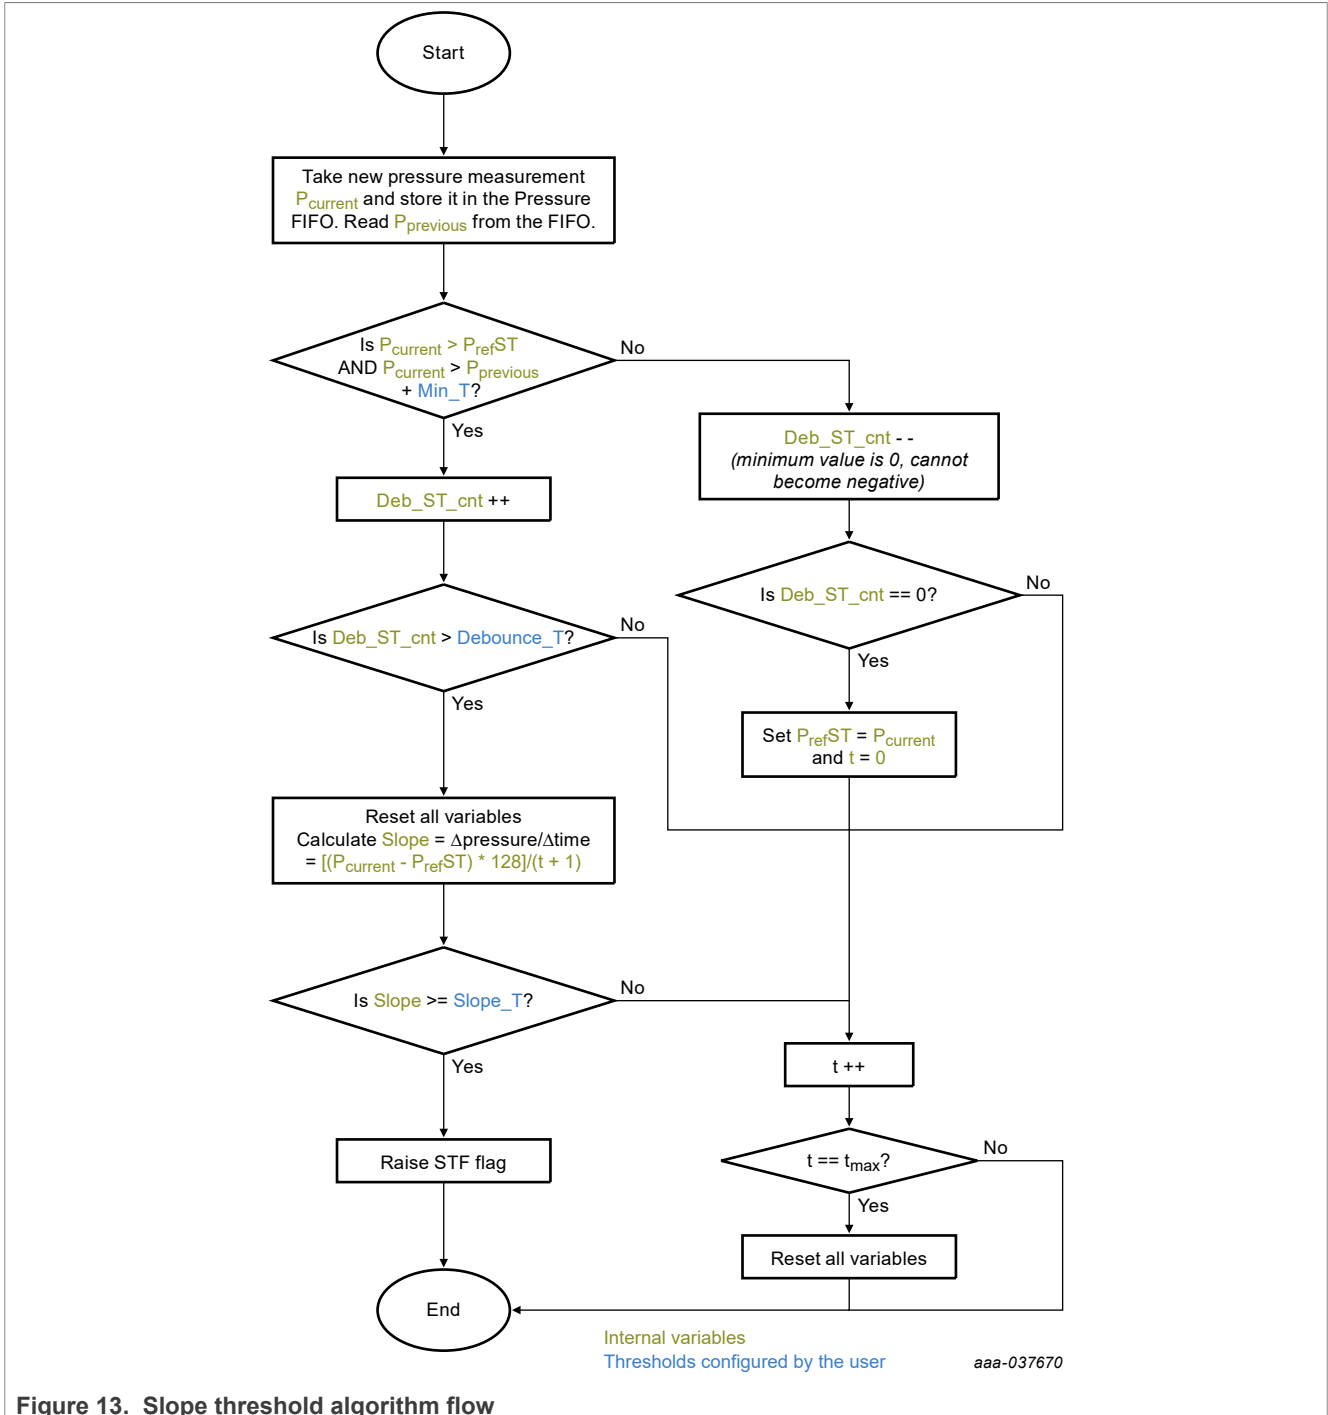 Start
Take new pressure measurement
Pcurrent and store it in the Pressure
FIFO. Read Pprevious from the FIFO.
Is Pcurrent > PrefST
AND Pcurrent > Pprevious
+ Min_T?
No
Yes
Deb_ST_cnt - -
(minimum value is 0, cannot
become negative)
Deb_ST_cnt ++
Is Deb_ST_cnt == 0?
No
Yes
Is Deb_ST_cnt > Debounce_T?
No
Yes
Set PrefST = Pcurrent
and t = 0
Reset all variables
Calculate Slope = Δpressure/Δtime
= [(Pcurrent - PrefST) * 128]/(t + 1)
Is Slope >= Slope_T?
No
Yes
t ++
t == tmax?
No
Yes
Raise STF flag
Reset all variables
End
Internal variables
Thresholds configured by the user
aaa-037670
Figure 13. Slope threshold algorithm flow